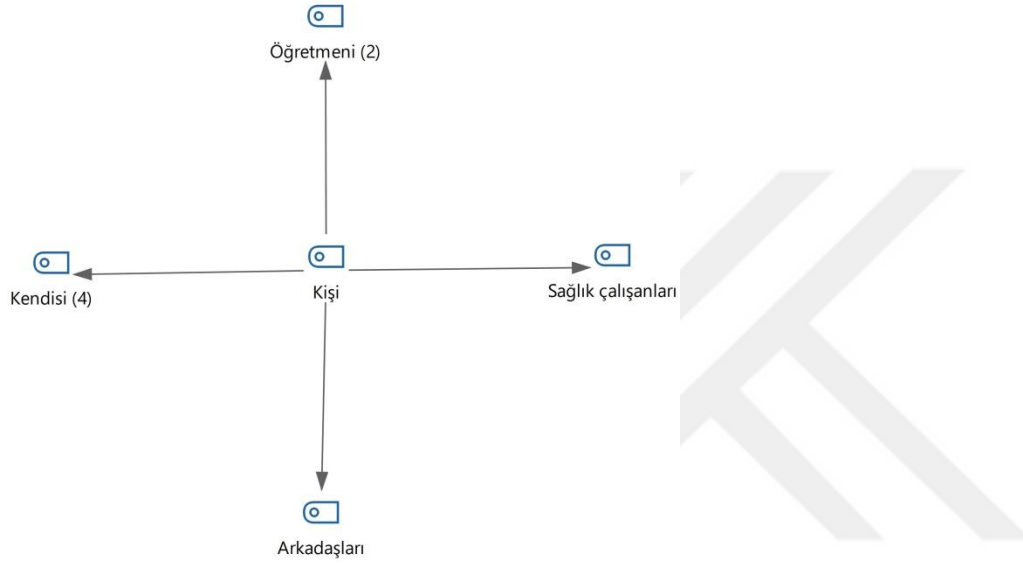 Öğretmeni (2)
Kendisi (4)
Kişi
Sağlık çalışanları
Arkadaşları